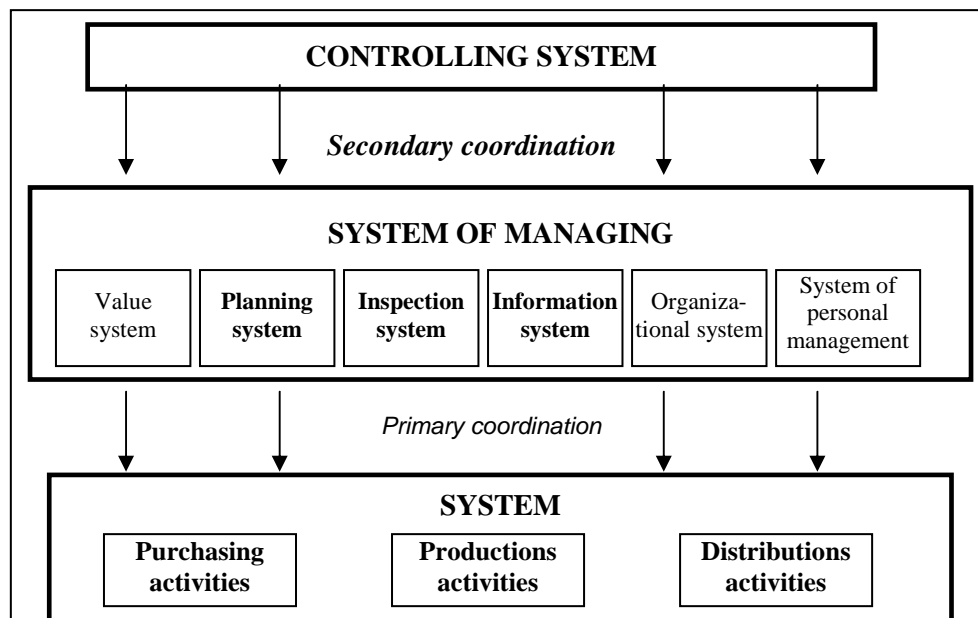 CONTROLLING SYSTEM
Secondary coordination
SYSTEM OF MANAGING
Value
system
Planning
system
Inspection
system
Information
system
Organiza-
tional system
System of
personal
management
Primary coordination
SYSTEM
Purchasing
activities
Productions
activities
Distributions
activities